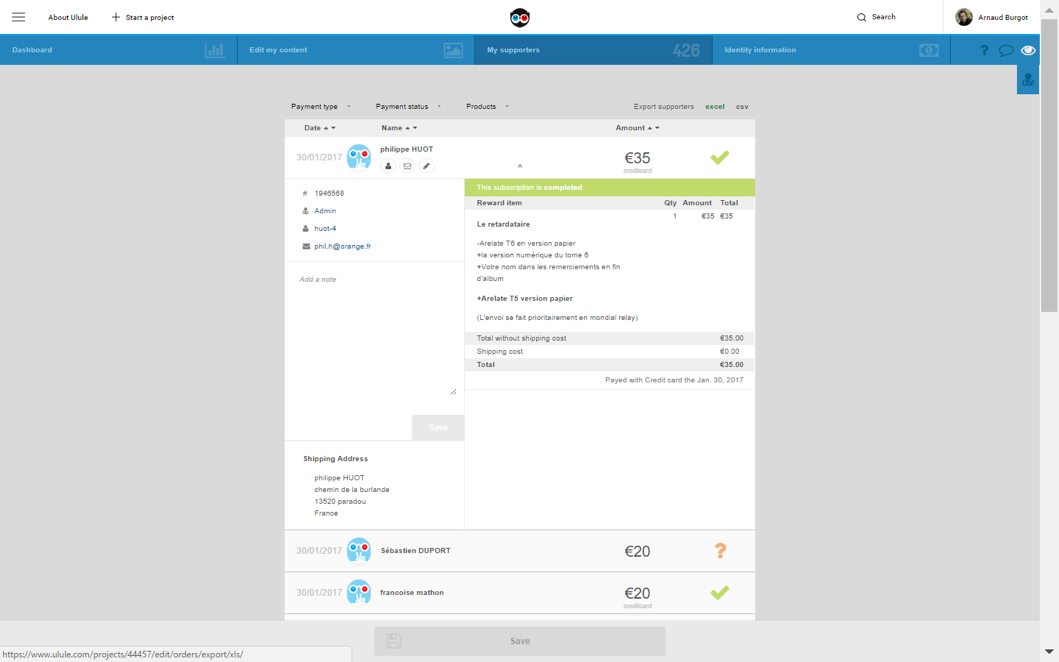 About Ulule
Start a project
Search
Arnaud Burgot
Dashboard
Edit my content
My supporters
426
Identity information
?
Payment type
Payment status
Products
Export supporters excel csv
Date
Name
Amount
30/01/2017
philippe HUOT
€35
creditcard
# 1946568
Admin
huot-4
phil.h@orange.fr
Add a note
Save
Shipping Address
philippe HUOT
chemin de la burlande
13520 paradou
France
This subscription is completed
Reward item Qty Amount Total
1 €35 €35
Le retardataire
-Arelate T6 en version papier
+la version numérique du tome 6
+Votre nom dans les remerciements en fin
d'album
+Arelate T5 version papier
(L'envoi se fait prioritairement en mondial relay)
Total without shipping cost €35.00
Shipping cost €0.00
Total €35.00
Payed with Credit card the Jan. 30, 2017
30/01/2017
Sébastien DUPORT
€20
?
30/01/2017
francoise mathon
€20
creditcard
Save
https://www.ulule.com/projects/44457/edit/orders/export/xls/